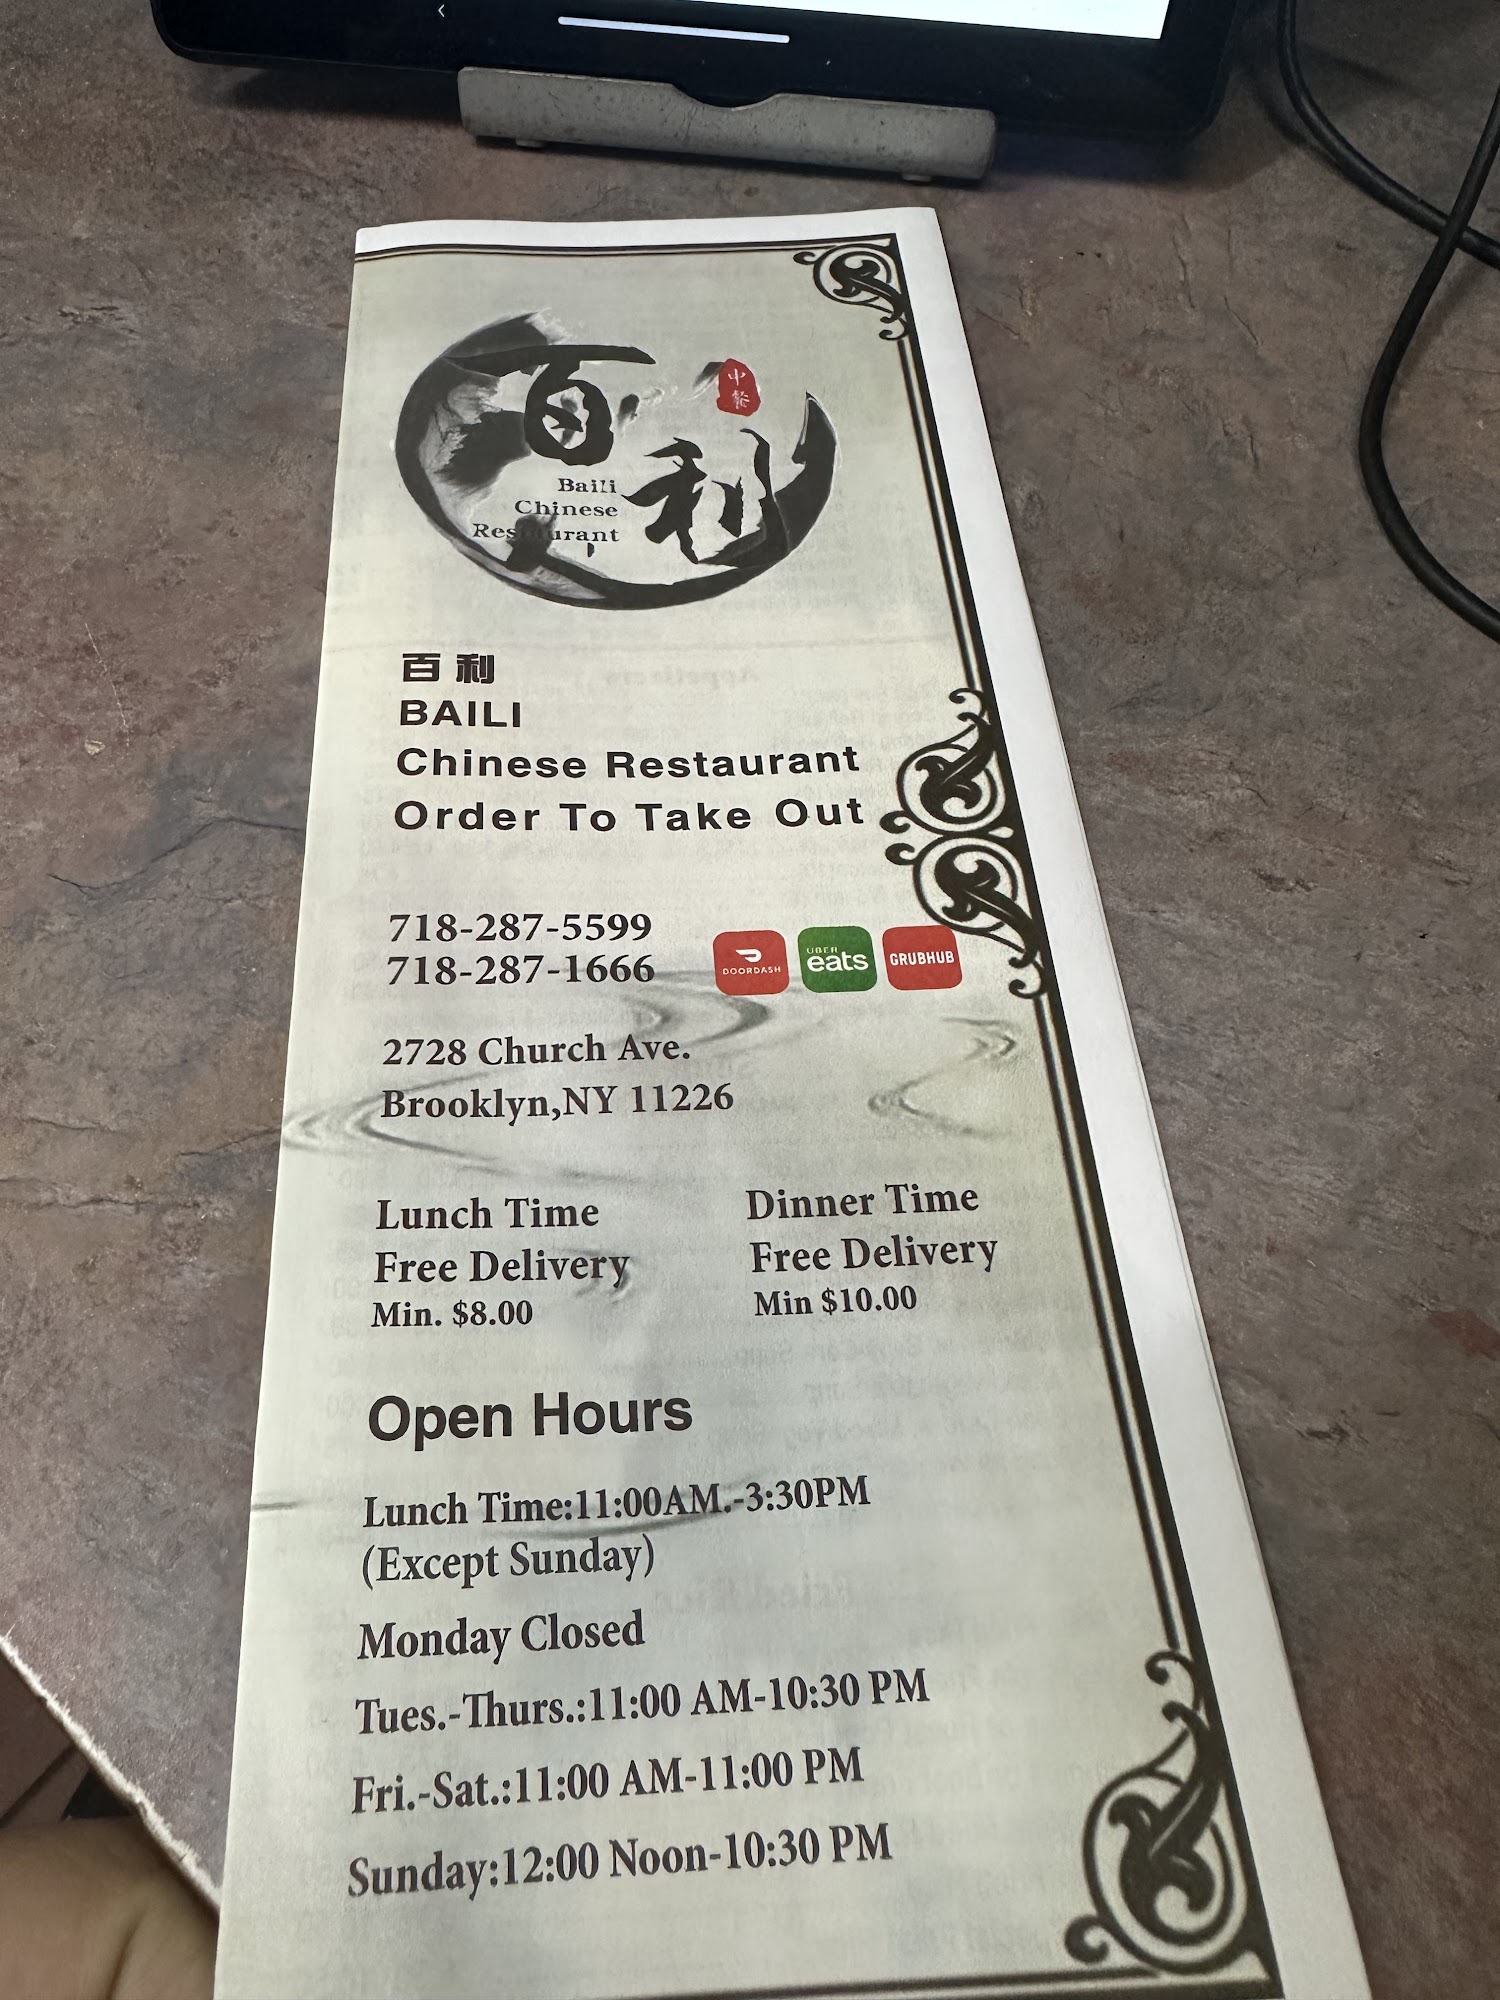 百利
中餐
Baili
Chinese
Restaurant
百利
BAILI
Chinese Restaurant
Order To Take Out
718-287-5599
718-287-1666
DOORDASH
UBER
eats
GRUBHUB
2728 Church Ave.
Brooklyn,NY 11226
Lunch Time
Free Delivery
Min. $8.00
Dinner Time
Free Delivery
Min $10.00
Open Hours
Lunch Time:11:00AM.-3:30PM
(Except Sunday)
Monday Closed
Tues.-Thurs.:11:00 AM-10:30 PM
Fri.-Sat.:11:00 AM-11:00 PM
Sunday:12:00 Noon-10:30 PM